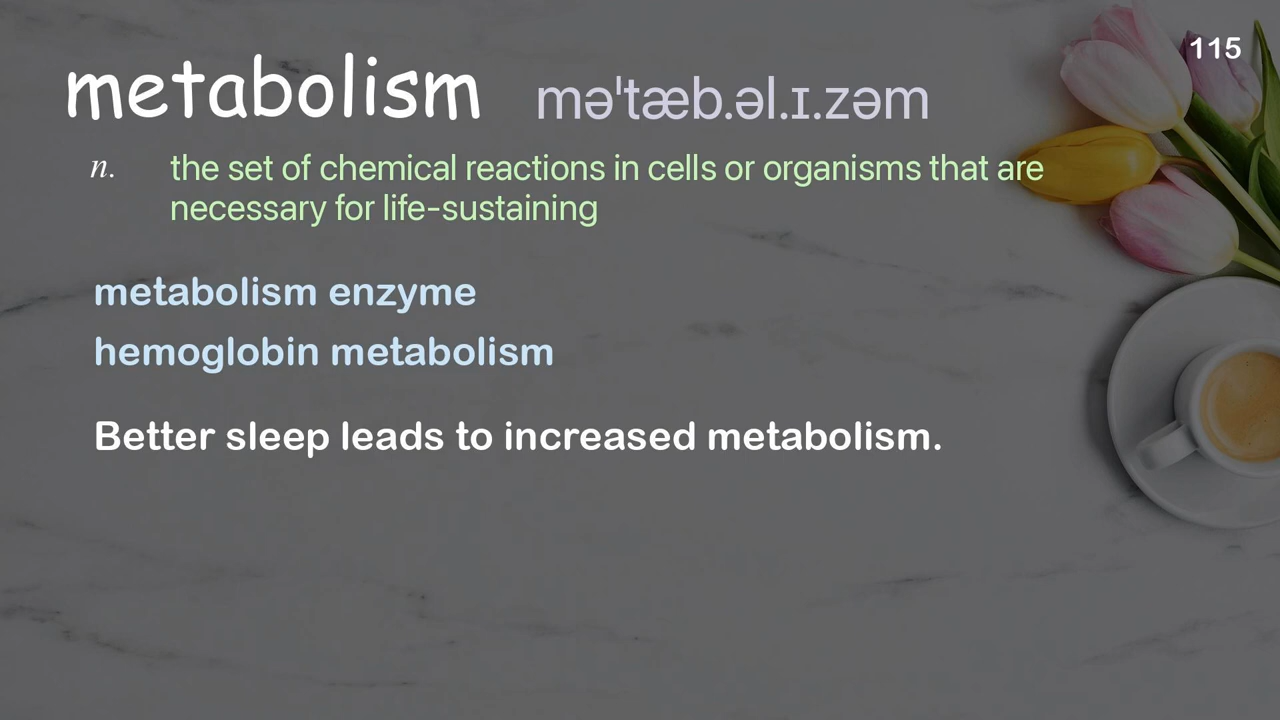 115
metabolism məˈtæb.əl.ɪ.zəm
n. the set of chemical reactions in cells or organisms that are
necessary for life-sustaining
metabolism enzyme
hemoglobin metabolism
Better sleep leads to increased metabolism.